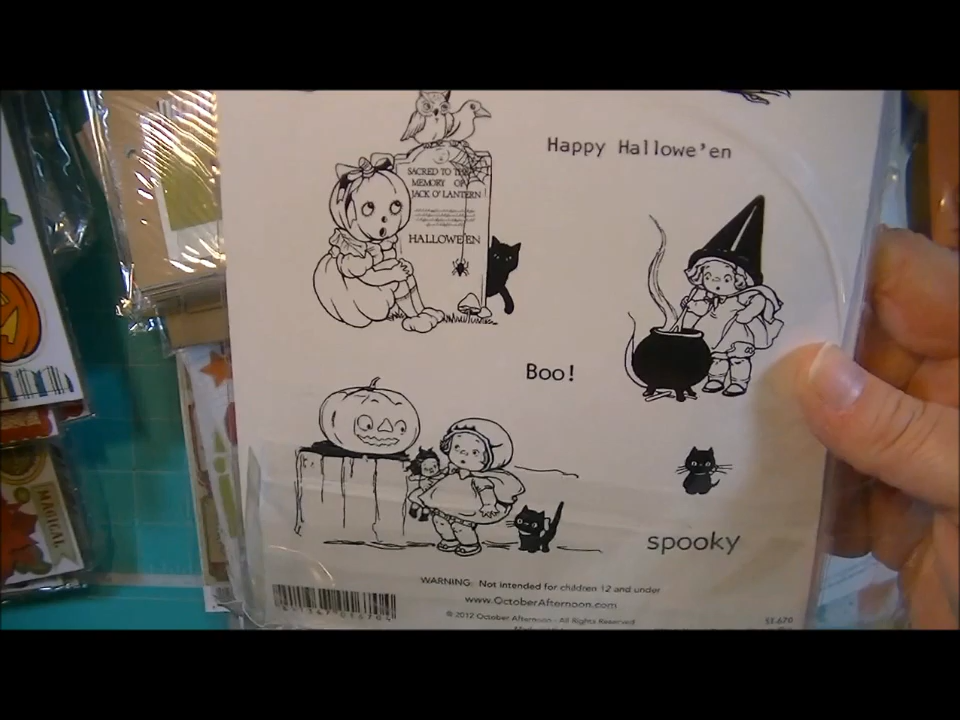 Happy Hallowe'en
SACRED TO THE
MEMORY OF
JACK O'LANTERN
HALLOWE'EN
Boo!
spooky
WARNING: Not intended for children 12 and under
www.OctoberAfternoon.com
© 2012 October Afternoon - All Rights Reserved
MAGICAL